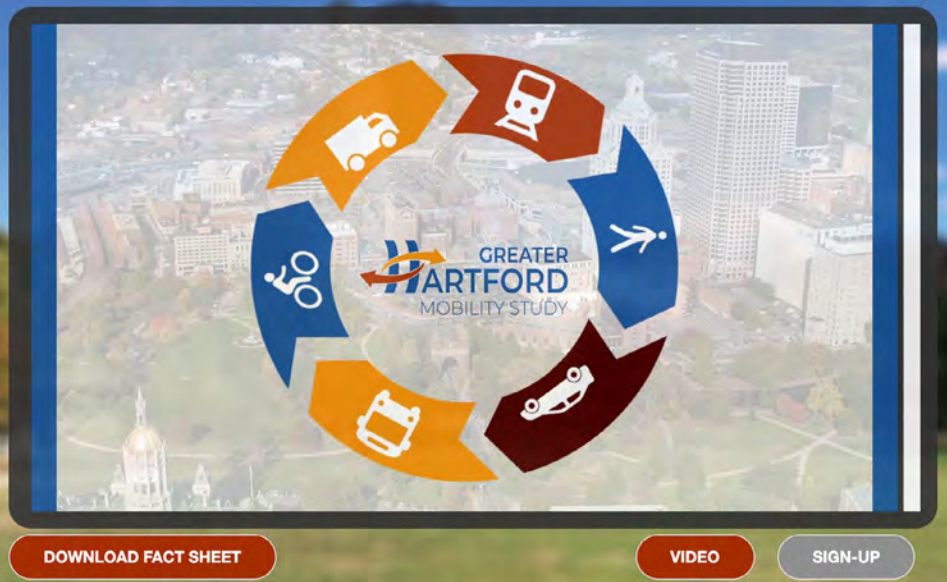 GREATER
HARTFORD
MOBILITY STUDY
DOWNLOAD FACT SHEET
VIDEO
SIGN-UP